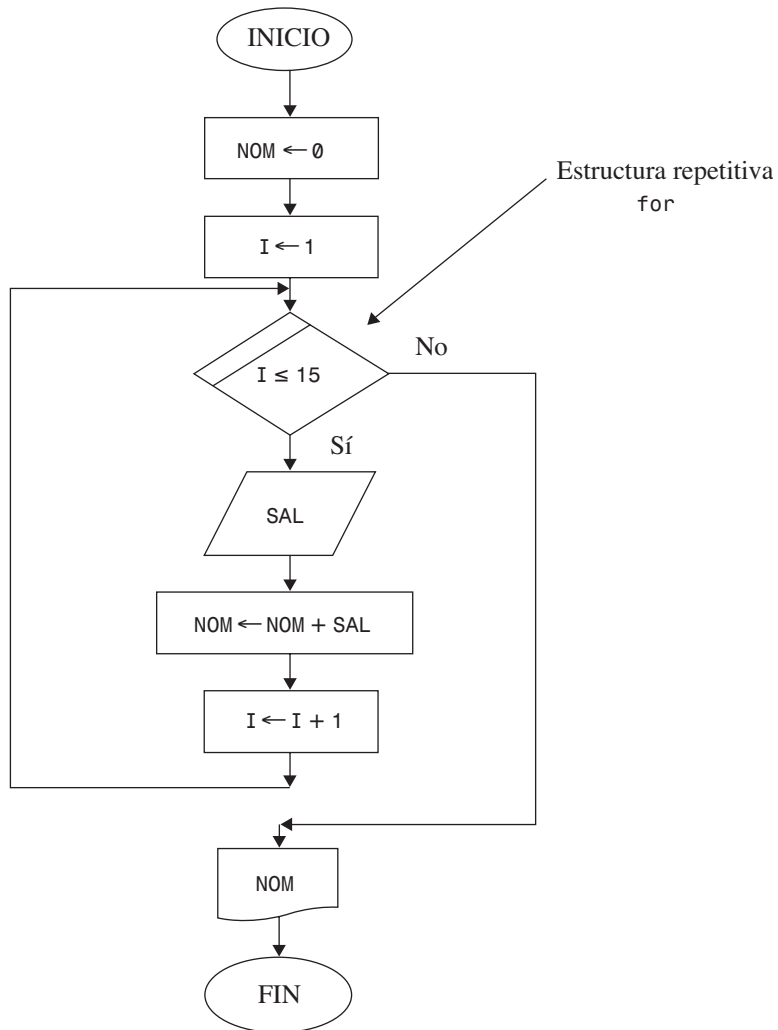 INICIO
NOM ← 0
Estructura repetitiva
for
I ← 1
No
I ≤ 15
Sí
SAL
NOM ← NOM + SAL
I ← I + 1
NOM
FIN